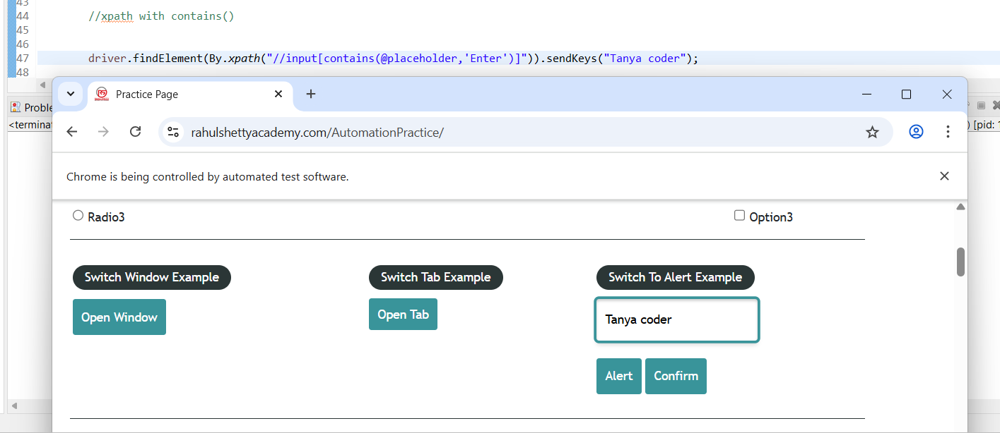 43
44 //xpath with contains()
45
46
47 driver.findElement(By.xpath("//input[contains(@placeholder,'Enter')]")).sendKeys("Tanya coder");
48
Practice Page
Proble
<termina
) [pid: 1
rahulshettyacademy.com/AutomationPractice/
Chrome is being controlled by automated test software.
Radio3 Option3
Switch Window Example Switch Tab Example Switch To Alert Example
Open Window Open Tab Tanya coder
Alert Confirm